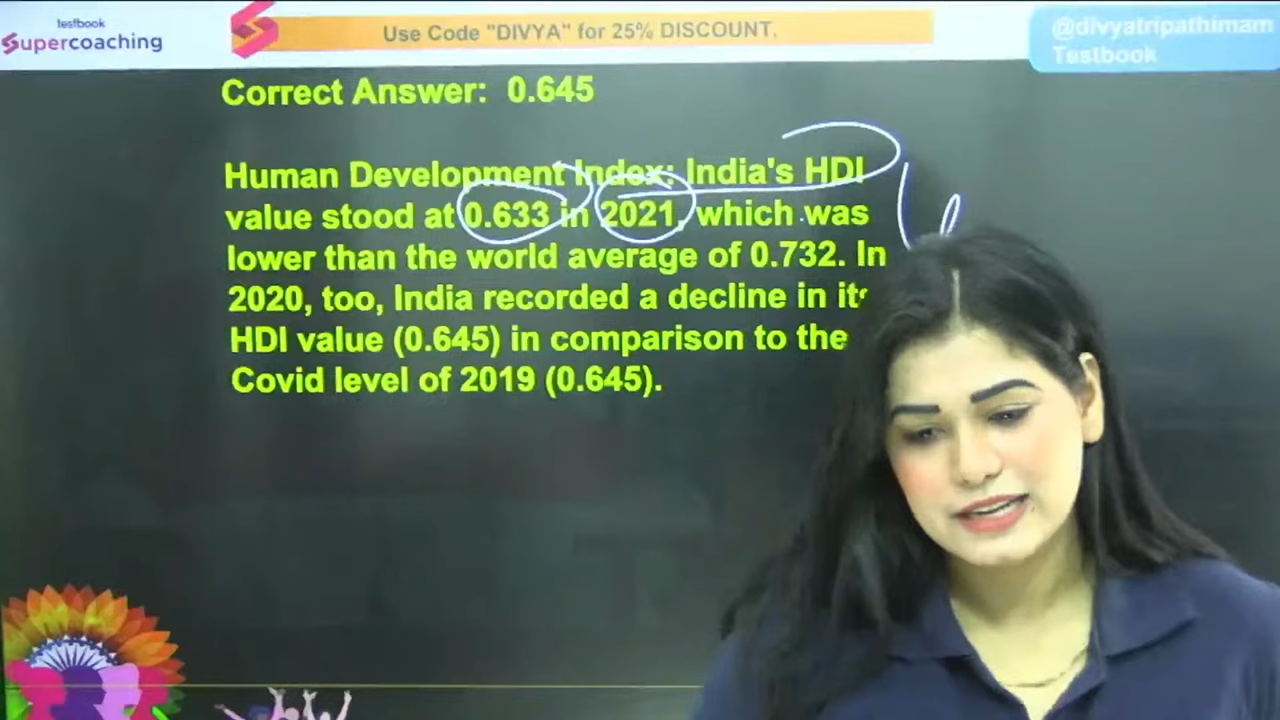 testbook
Supercoaching
Use Code "DIVYA" for 25% DISCOUNT.
@divyatripathimam
Testbook
Correct Answer: 0.645
Human Development Index: India's HDI
value stood at 0.633 in 2021, which was
lower than the world average of 0.732. In
2020, too, India recorded a decline in its
HDI value (0.645) in comparison to the
Covid level of 2019 (0.645).